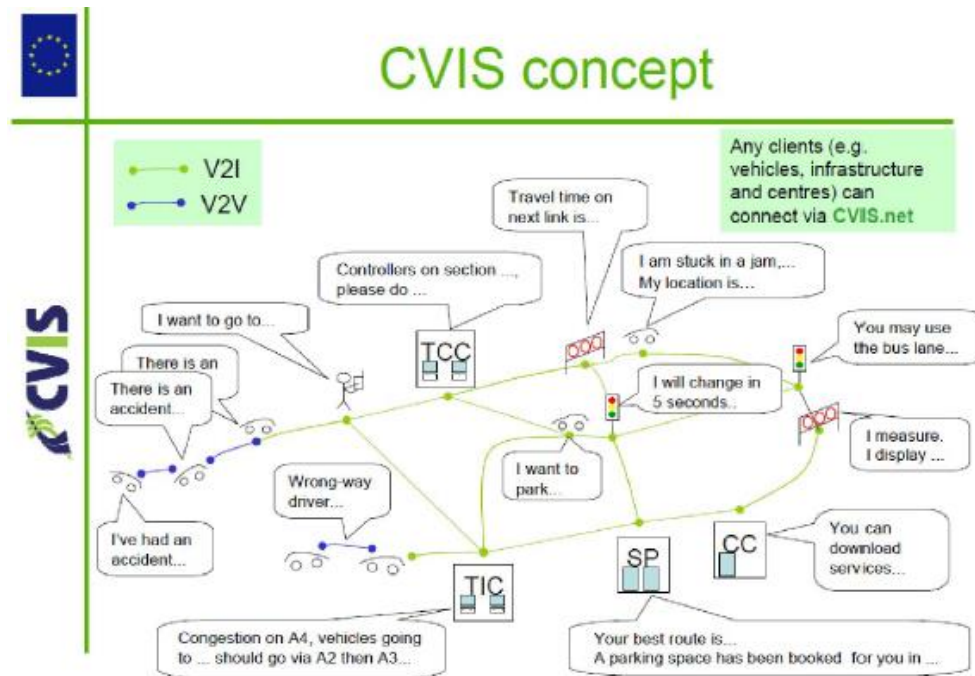 CVIS concept
V2I
V2V
Any clients (e.g.
vehicles, infrastructure
and centres) can
connect via CVIS.net
CVIS
Travel time on
next link is...
I am stuck in a jam,...
My location is...
Controllers on section ...,
please do ...
You may use
the bus lane...
I want to go to...
TCC
There is an
There is an
accident...
I will change in
5 seconds..
I measure.
I display ...
I want to
park...
Wrong-way
driver...
I've had an
accident...
You can
download
services...
CC
SP
TIC
Congestion on A4, vehicles going
to ... should go via A2 then A3...
Your best route is...
A parking space has been booked for you in ...